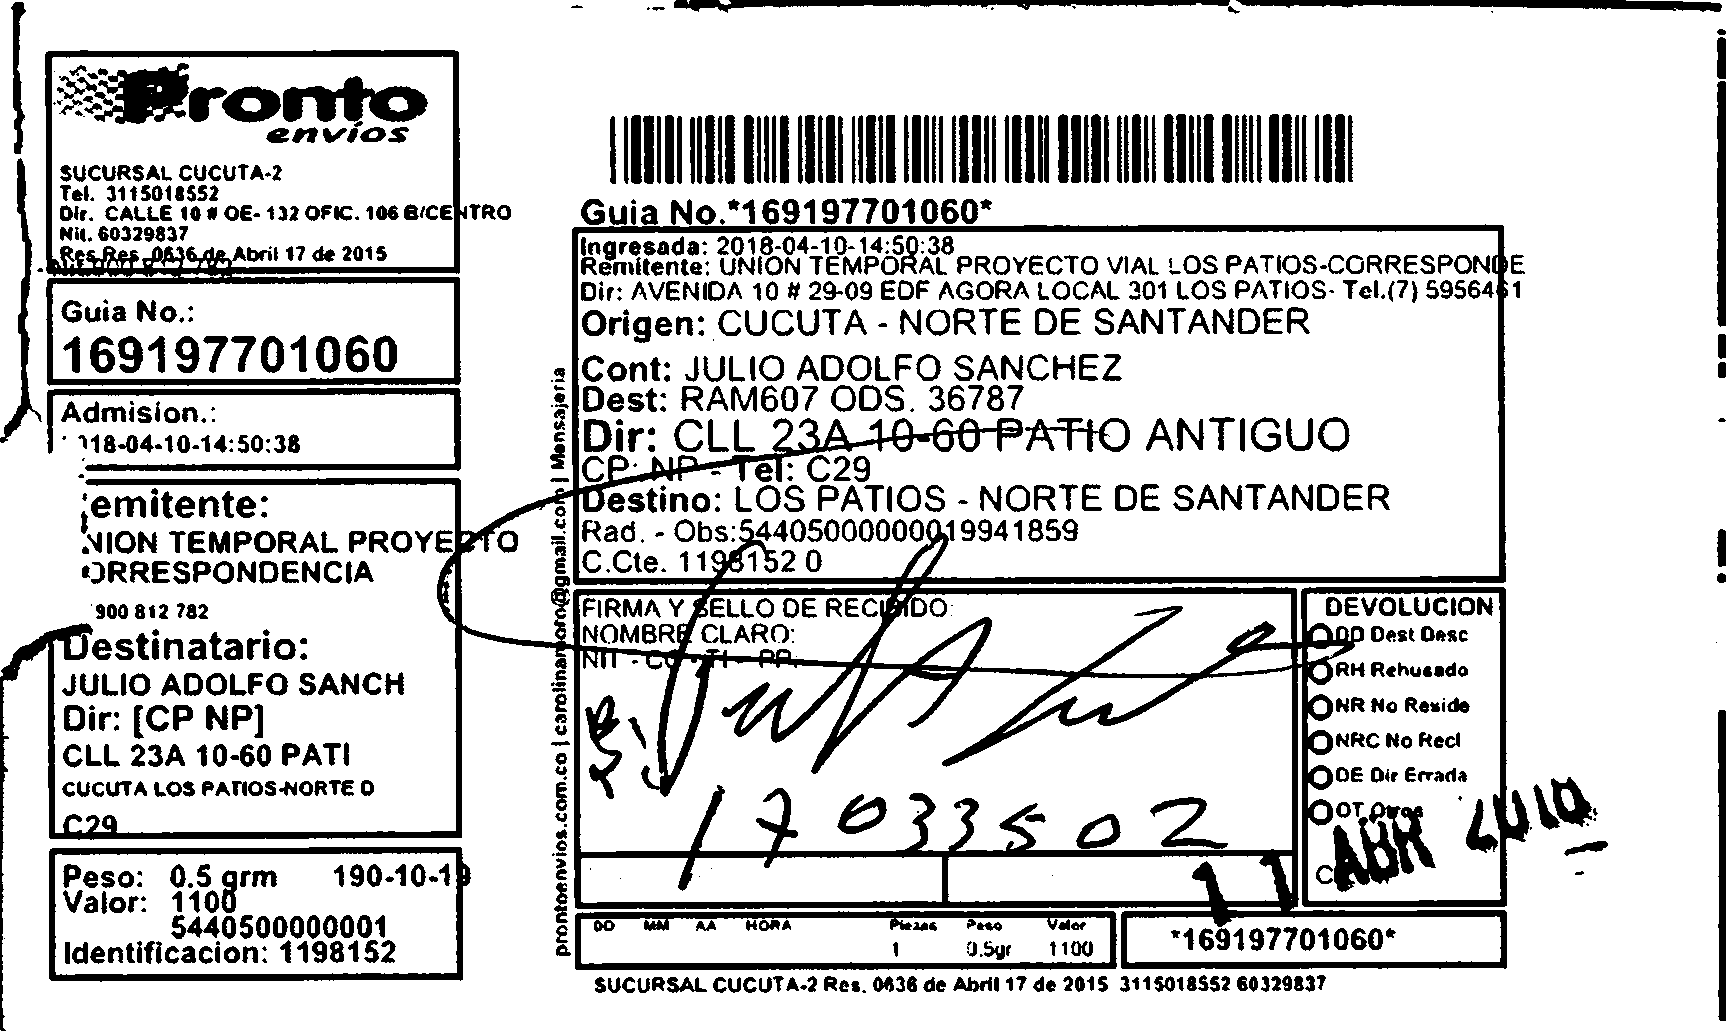 Pronto
envíos
SUCURSAL CUCUTA-2
Tel. 3115018552
Dir. CALLE 10 # OE- 132 OFIC. 106 B/CENTRO
Nit. 60329837
Res Res 0636 de Abril 17 de 2015
Guia No.:
169197701060
Admision.:
018-04-10-14:50:38
emitente:
NION TEMPORAL PROYECTO
ORRESPONDENCIA
900 812 782
Destinatario:
JULIO ADOLFO SANCH
Dir: [CP NP]
CLL 23A 10-60 PATI
CUCUTA LOS PATIOS-NORTE D
C29
Peso: 0.5 grm 190-10-19
Valor: 1100
5440500000001
Identificacion: 1198152
prontoenvios.com.co | carolinamoro@gmail.com | Mensajeria
Guia No.*169197701060*
Ingresada: 2018-04-10-14:50:38
Remitente: UNION TEMPORAL PROYECTO VIAL LOS PATIOS-CORRESPONDE
Dir: AVENIDA 10 # 29-09 EDF AGORA LOCAL 301 LOS PATIOS- Tel.(7) 5956461
Origen: CUCUTA - NORTE DE SANTANDER
Cont: JULIO ADOLFO SANCHEZ
Dest: RAM607 ODS. 36787
Dir: CLL 23A 10-60 PATIO ANTIGUO
CP: NP - Tel: C29
Destino: LOS PATIOS - NORTE DE SANTANDER
Rad. - Obs:54405000000019941859
C.Cte. 1198152 0
FIRMA Y SELLO DE RECIBIDO
NOMBRE CLARO:
NIT - CC - TI - PP.
17033502
DEVOLUCION
DD Dest Desc
RH Rehusado
NR No Reside
NRC No Recl
DE Dir Errada
OT Otros
11 ABR
DD MM AA HORA Piezas Peso Valor
1 0.5gr 1100
*169197701060*
SUCURSAL CUCUTA-2 Res. 0636 de Abril 17 de 2015 3115018552 60329837